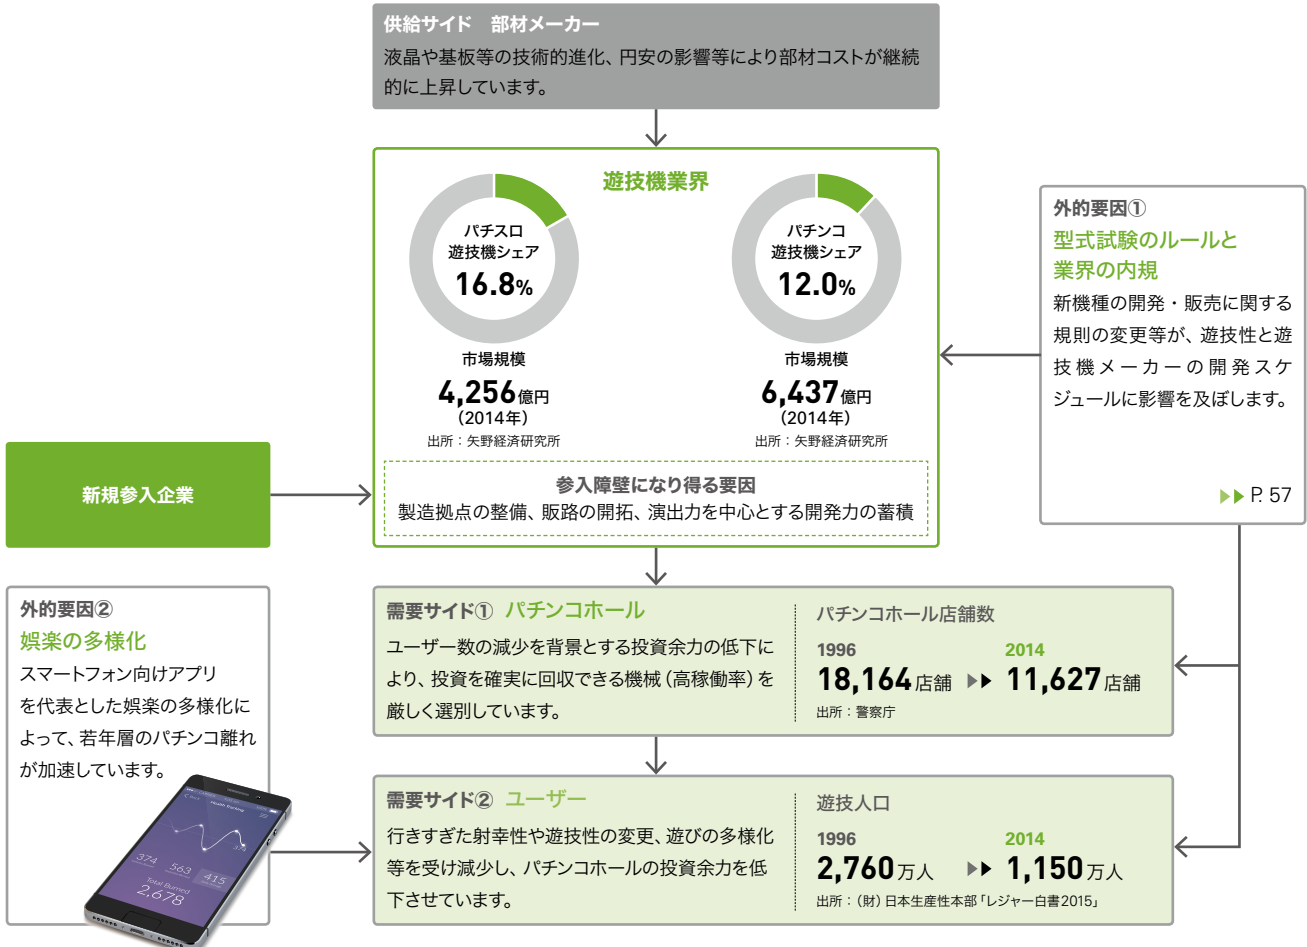 供給サイド　部材メーカー
液晶や基板等の技術的進化、円安の影響等により部材コストが継続
的に上昇しています。
遊技機業界
パチスロ
遊技機シェア
16.8%
市場規模
4,256億円
(2014年)
出所：矢野経済研究所
パチンコ
遊技機シェア
12.0%
市場規模
6,437億円
(2014年)
出所：矢野経済研究所
参入障壁になり得る要因
製造拠点の整備、販路の開拓、演出力を中心とする開発力の蓄積
外的要因①
型式試験のルールと
業界の内規
新機種の開発・販売に関する
規則の変更等が、遊技性と遊
技機メーカーの開発スケ
ジュールに影響を及ぼします。
▶▶ P. 57
新規参入企業
外的要因②
娯楽の多様化
スマートフォン向けアプリ
を代表とした娯楽の多様化に
よって、若年層のパチンコ離れ
が加速しています。
Health Training
374
563
415
Total Burned
2,678
需要サイド① パチンコホール
ユーザー数の減少を背景とする投資余力の低下に
より、投資を確実に回収できる機械（高稼働率）を
厳しく選別しています。
パチンコホール店舗数
1996 2014
18,164店舗 ▶▶ 11,627店舗
出所：警察庁
需要サイド② ユーザー
行きすぎた射幸性や遊技性の変更、遊びの多様化
等を受け減少し、パチンコホールの投資余力を低
下させています。
遊技人口
1996 2014
2,760万人 ▶▶ 1,150万人
出所：（財）日本生産性本部「レジャー白書2015」